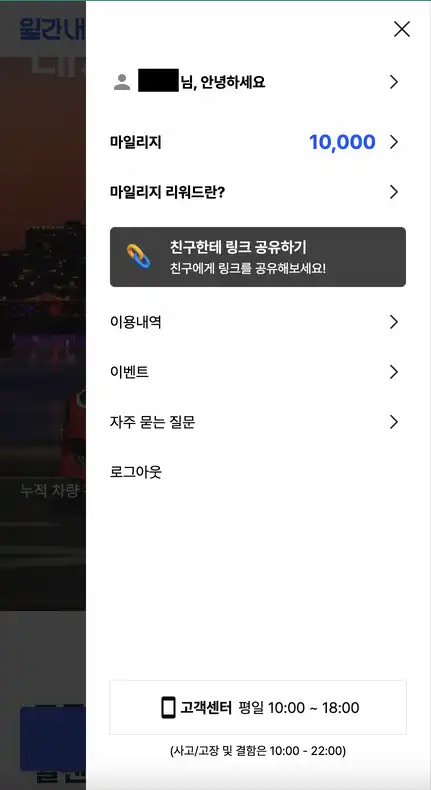 월간내
님, 안녕하세요
마일리지 10,000
마일리지 리워드란?
친구한테 링크 공유하기
친구에게 링크를 공유해보세요!
이용내역
이벤트
자주 묻는 질문
로그아웃
누적 차량
고객센터 평일 10:00 ~ 18:00
(사고/고장 및 결함은 10:00 - 22:00)